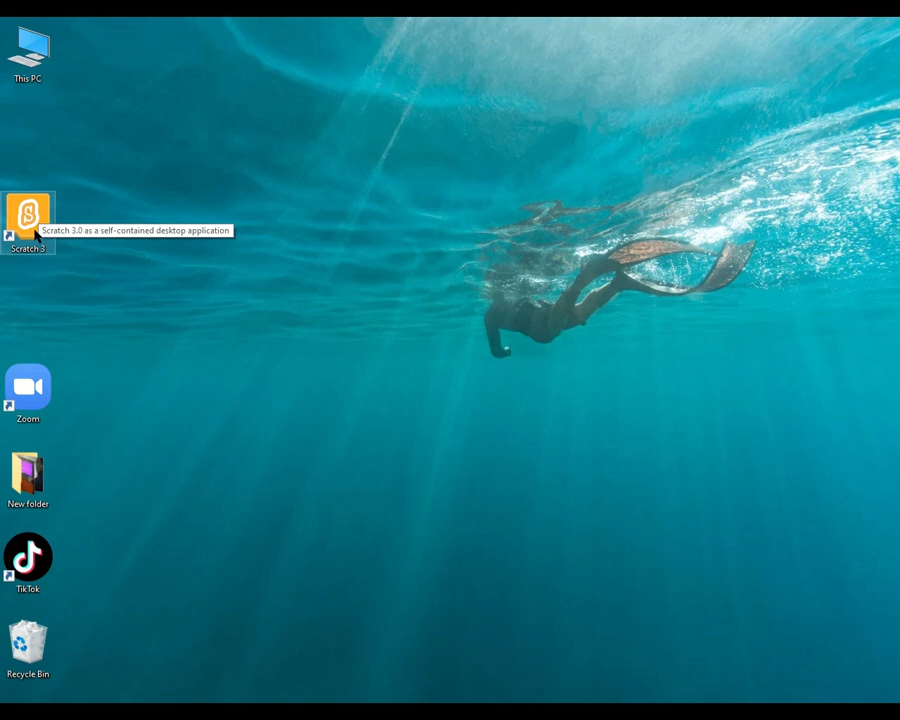 This PC
Scratch 3.0 as a self-contained desktop application
Scratch 3
Zoom
New folder
TikTok
Recycle Bin